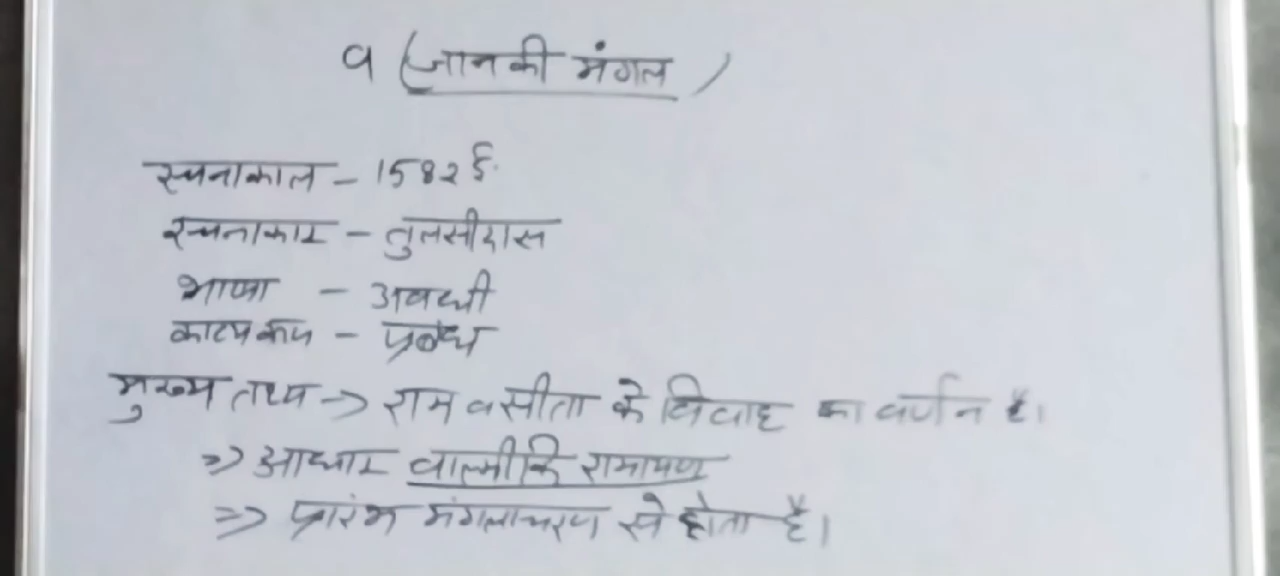 9 (जानकी मंगल)
रचनाकाल - 1582 ई.
रचनाकार - तुलसीदास
भाषा - अवधी
काव्यरूप - प्रबंध
मुख्य तथ्य → राम व सीता के विवाह का वर्णन है।
⇒ आधार वाल्मीकि रामायण
⇒ प्रारंभ मंगलाचरण से होता है।